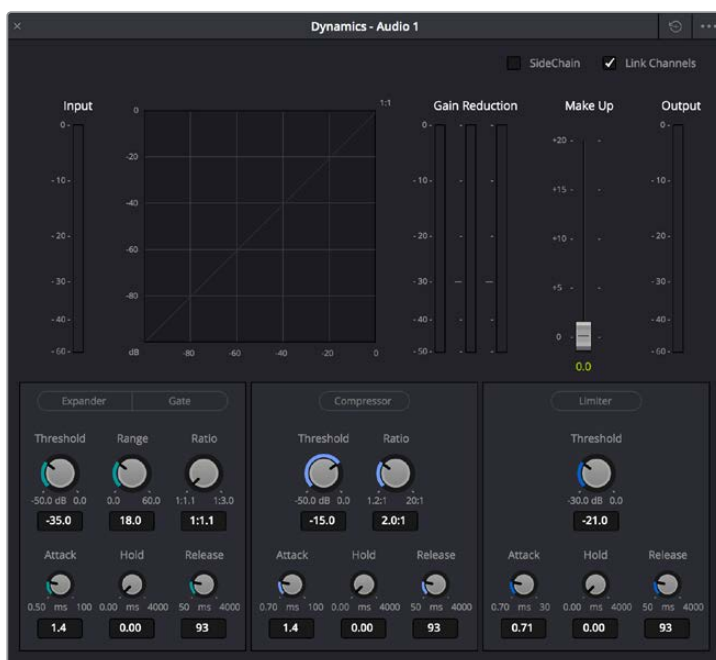 Dynamics - Audio 1
SideChain Link Channels
Input Gain Reduction Make Up Output
1:1
0 -20 -40 -60 -80 dB
-80 -60 -40 -20 0
0 -10 -20 -30 -40 -60
0 -10 -20 -30 -40 -50
+20 +15 +10 +5 0
0.0
0 -10 -20 -30 -40 -60
Expander Gate
Threshold Range Ratio
-50.0 dB 0.0 0.0 60.0 1:1.1 1:3.0
-35.0 18.0 1:1.1
Attack Hold Release
0.50 ms 100 0.00 ms 4000 50 ms 4000
1.4 0.00 93
Compressor
Threshold Ratio
-50.0 dB 0.0 1.2:1 20:1
-15.0 2.0:1
Attack Hold Release
0.70 ms 100 0.00 ms 4000 50 ms 4000
1.4 0.00 93
Limiter
Threshold
-30.0 dB 0.0
-21.0
Attack Hold Release
0.70 ms 30 0.00 ms 4000 50 ms 4000
0.71 0.00 93